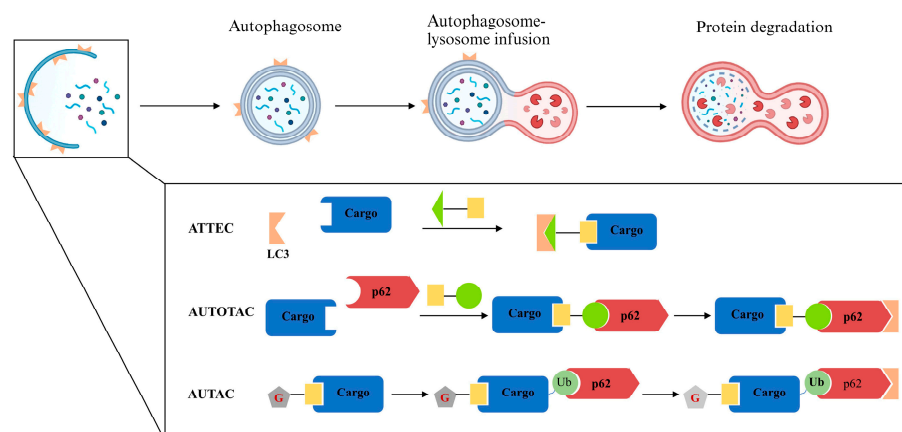 Autophagosome
Autophagosome-
lysosome infusion
Protein degradation
ATTEC
LC3
Cargo
Cargo
AUTOTAC
Cargo
p62
Cargo
p62
Cargo
p62
AUTAC
G
Cargo
G
Cargo
Ub
p62
G
Cargo
Ub
p62